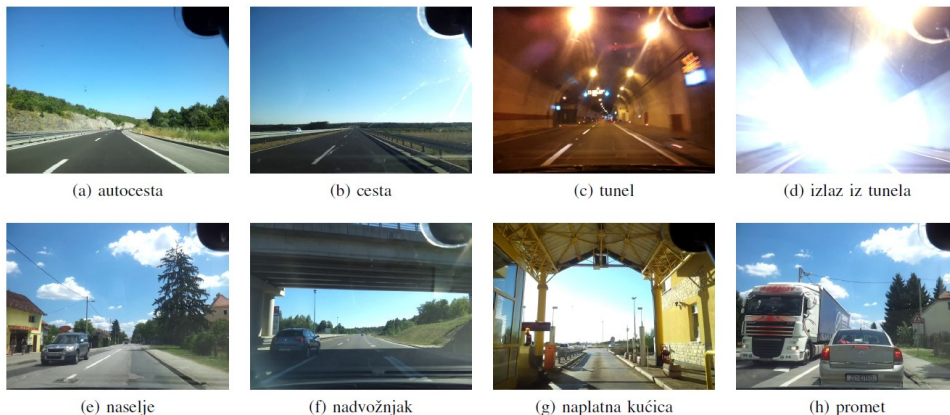 (a) autocesta
(b) cesta
(c) tunel
(d) izlaz iz tunela
(e) naselje
(f) nadvožnjak
(g) naplatna kućica
(h) promet